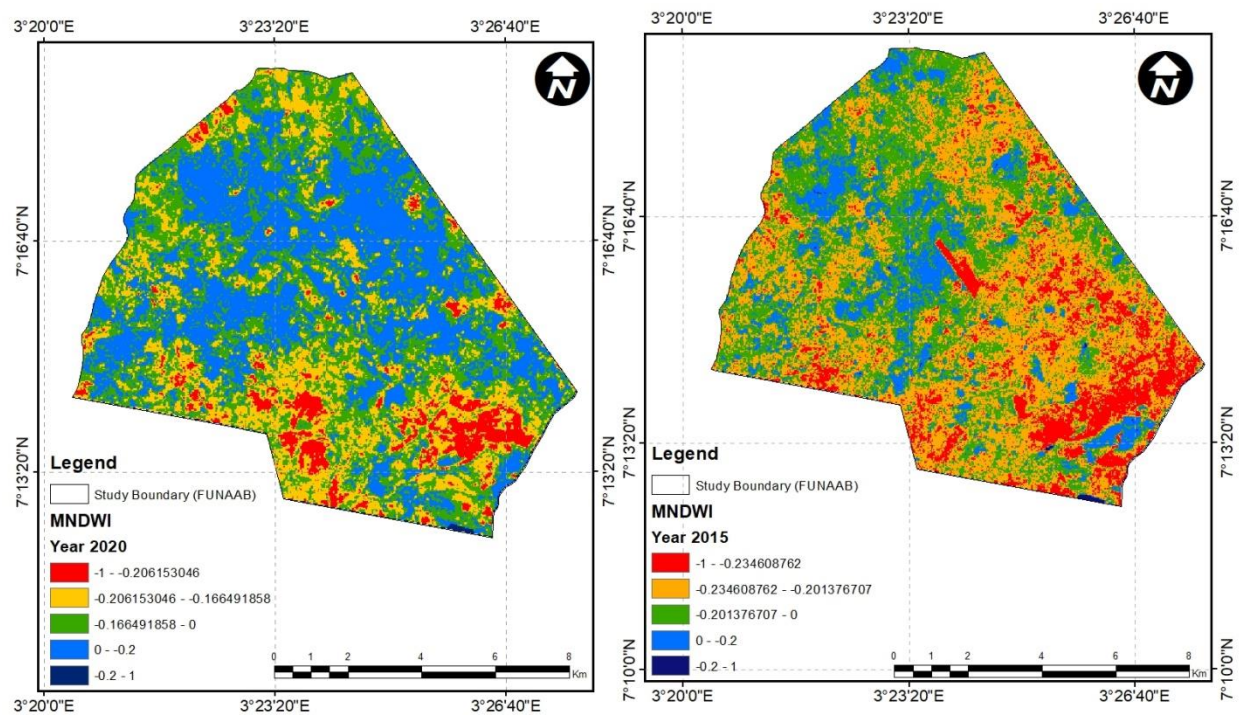 3°20'0"E 3°23'20"E 3°26'40"E
N
7°16'40"N
7°16'40"N
7°13'20"N
7°13'20"N
Legend
Study Boundary (FUNAAB)
MNDWI
Year 2020
-1 - -0.206153046
-0.206153046 - -0.166491858
-0.166491858 - 0
0 - -0.2
-0.2 - 1
0 1 2 4 6 8
Km
3°20'0"E 3°23'20"E 3°26'40"E
3°20'0"E 3°23'20"E 3°26'40"E
N
7°16'40"N
7°16'40"N
7°13'20"N
7°13'20"N
7°10'0"N
7°10'0"N
Legend
Study Boundary (FUNAAB)
MNDWI
Year 2015
-1 - -0.234608762
-0.234608762 - -0.201376707
-0.201376707 - 0
0 - -0.2
-0.2 - 1
0 1 2 4 6 8
Km
3°20'0"E 3°23'20"E 3°26'40"E